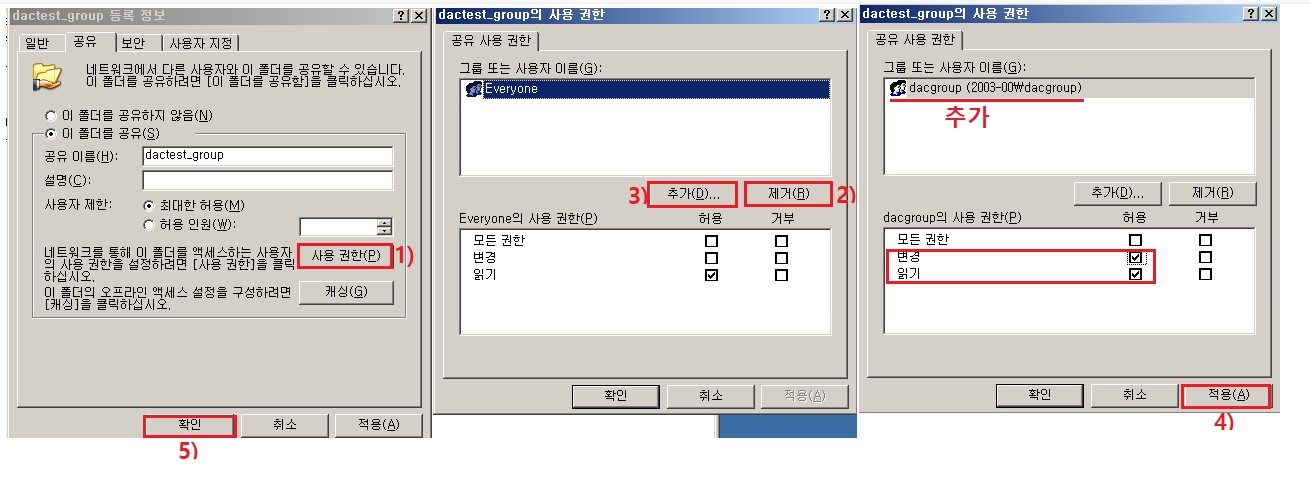 dactest_group 등록 정보
일반 공유 보안 사용자 지정
네트워크에서 다른 사용자와 이 폴더를 공유할 수 있습니다.
이 폴더를 공유하려면 [이 폴더를 공유함]을 클릭하십시오.
이 폴더를 공유하지 않음(N)
이 폴더를 공유(S)
공유 이름(H): dactest_group
설명(C):
사용자 제한: 최대한 허용(M)
허용 인원(W):
네트워크를 통해 이 폴더를 액세스하는 사용자
의 사용 권한을 설정하려면 [사용 권한]을 클릭
하십시오.
사용 권한(P) 1)
이 폴더의 오프라인 액세스 설정을 구성하려면
[캐싱]을 클릭하십시오.
캐싱(G)
확인 취소 적용(A)
5)
dactest_group의 사용 권한
공유 사용 권한
그룹 또는 사용자 이름(G):
Everyone
3) 추가(D)... 제거(R) 2)
Everyone의 사용 권한(P) 허용 거부
모든 권한
변경
읽기
확인 취소 적용(A)
dactest_group의 사용 권한
공유 사용 권한
그룹 또는 사용자 이름(G):
dacgroup (2003-00₩dacgroup)
추가
추가(D)... 제거(R)
dacgroup의 사용 권한(P) 허용 거부
모든 권한
변경
읽기
확인 취소 적용(A)
4)